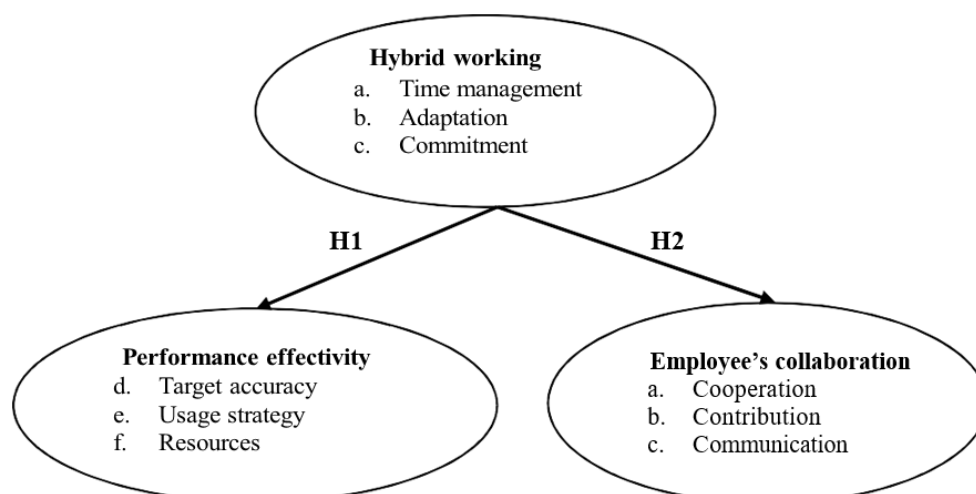 Hybrid working
a. Time management
b. Adaptation
c. Commitment
H1
H2
Performance effectivity
d. Target accuracy
e. Usage strategy
f. Resources
Employee’s collaboration
a. Cooperation
b. Contribution
c. Communication